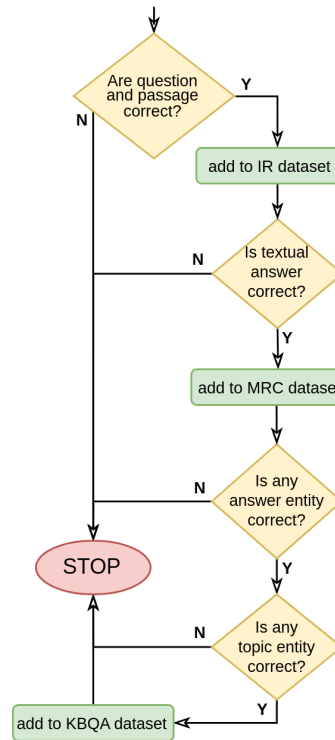 Are question
and passage
correct?
Y
N
add to IR dataset
Is textual
answer
correct?
N
Y
add to MRC dataset
Is any
answer entity
correct?
N
Y
STOP
Is any
topic entity
correct?
N
Y
add to KBQA dataset